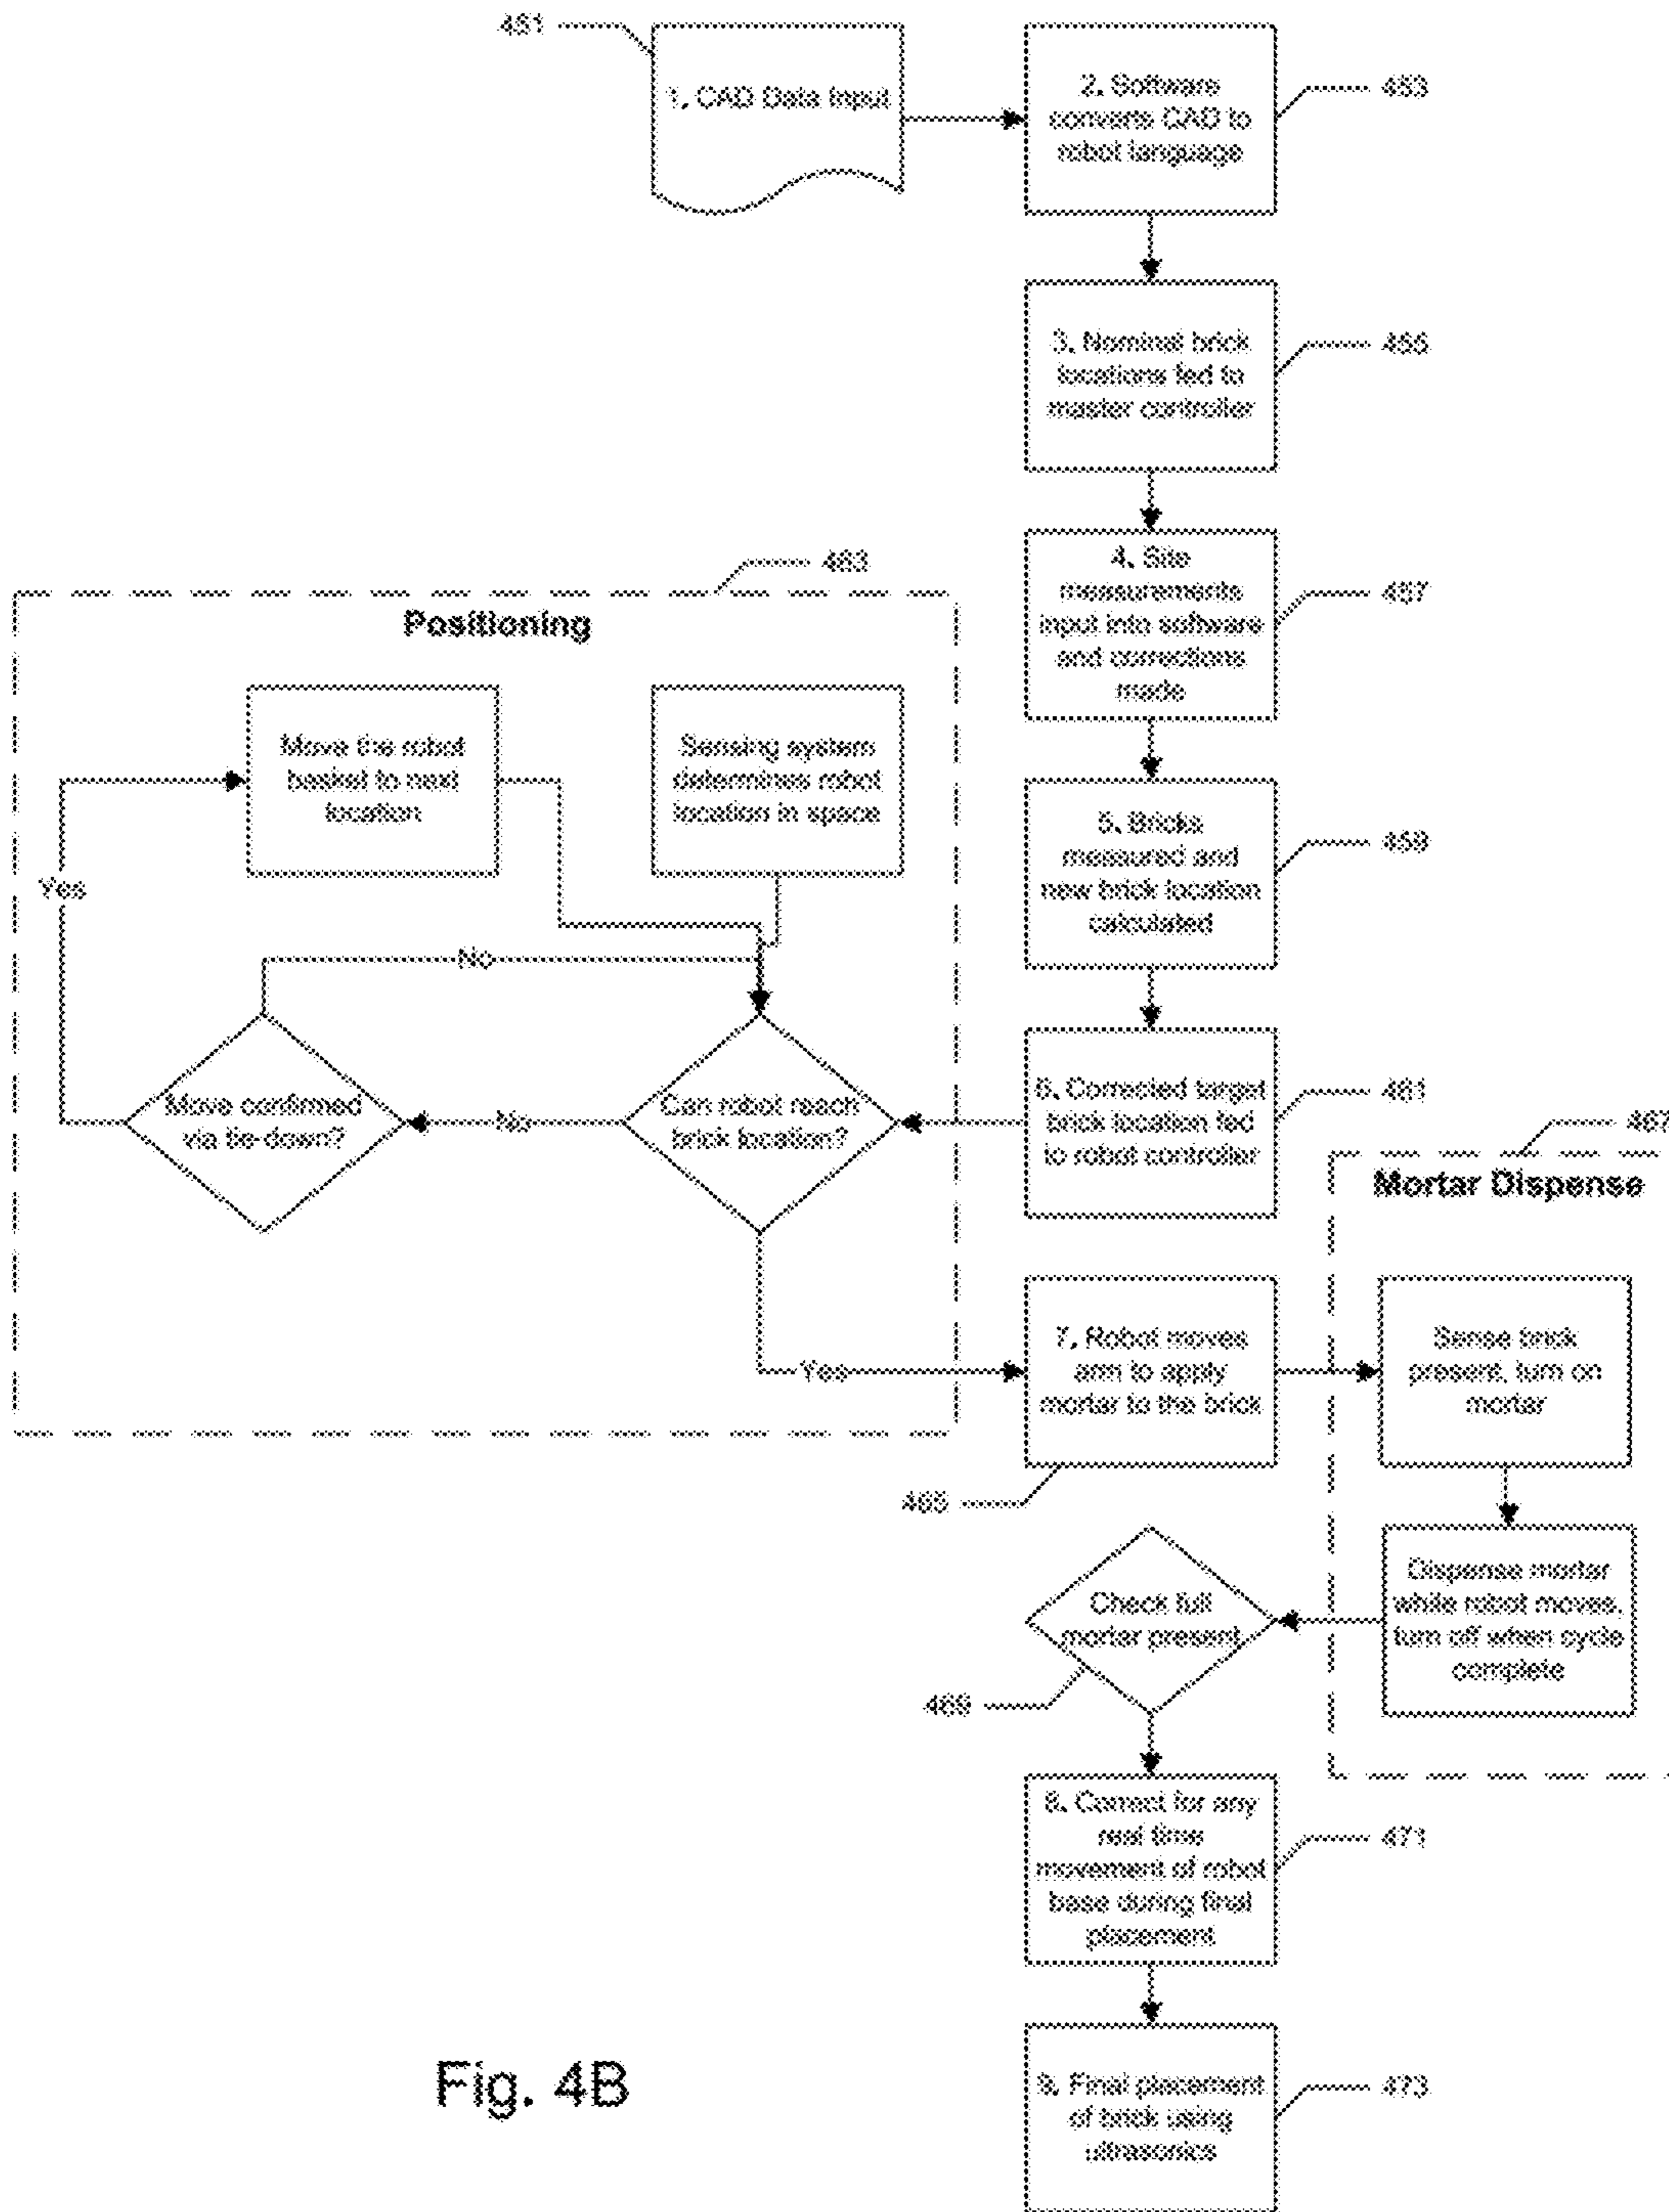 451
1. CAD Data Input
2. Software
converts CAD to
robot language
453
3. Nominal brick
locations fed to
master controller
455
4. Site
measurements
input into software
and corrections
made
457
463
Positioning
Move the robot
basket to next
location
Sensing system
determines robot
location in space
5. Bricks
measured and
new brick location
calculated
459
Yes
No
Move confirmed
via tie-down?
No
Can robot reach
brick location?
6. Corrected target
brick location fed
to robot controller
461
467
Mortar Dispense
Yes
7. Robot moves
arm to apply
mortar to the brick
465
Sense brick
present, turn on
mortar
Check full
mortar present
469
Dispense mortar
while robot moves,
turn off when cycle
complete
8. Correct for any
real time
movement of robot
base during final
placement
471
9. Final placement
of brick using
ultrasonics
473
Fig. 4B